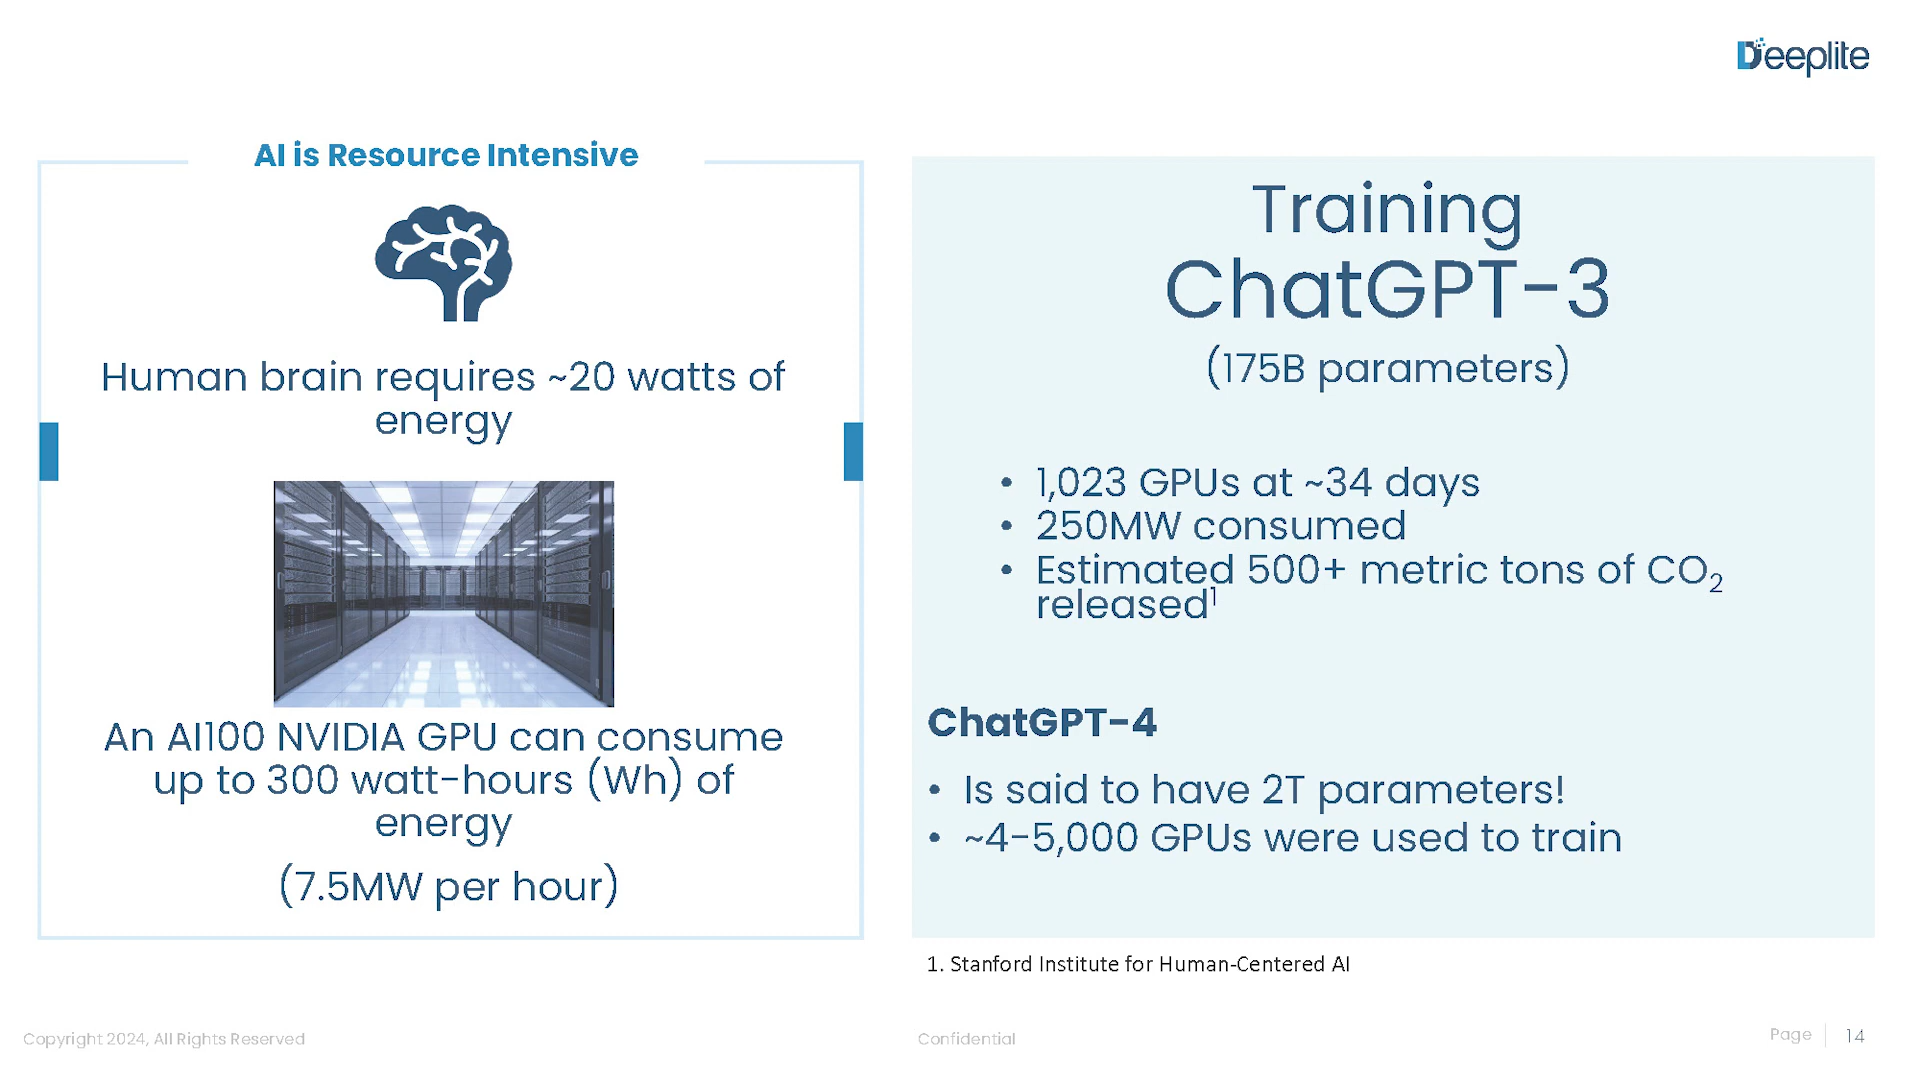 Deeplite
AI is Resource Intensive
Human brain requires ~20 watts of
energy
An AI100 NVIDIA GPU can consume
up to 300 watt-hours (Wh) of
energy
(7.5MW per hour)
Training
ChatGPT-3
(175B parameters)
• 1,023 GPUs at ~34 days
• 250MW consumed
• Estimated 500+ metric tons of CO₂
released¹
ChatGPT-4
• Is said to have 2T parameters!
• ~4-5,000 GPUs were used to train
1. Stanford Institute for Human-Centered AI
Copyright 2024, All Rights Reserved
Confidential
Page 14